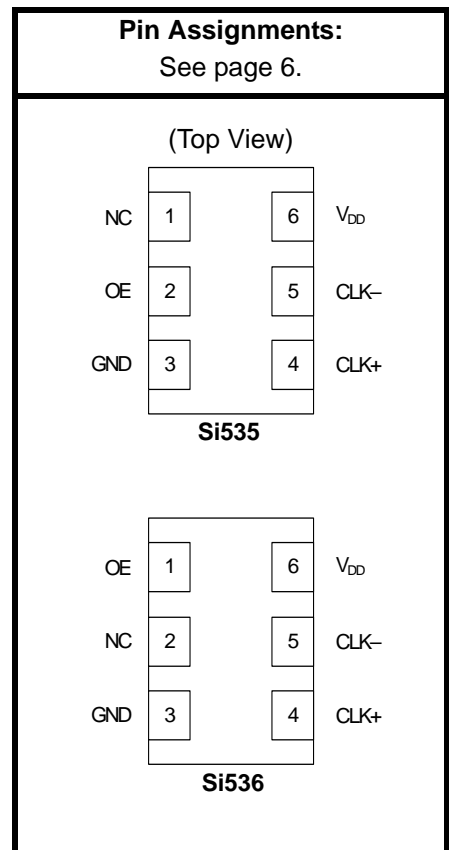 Pin Assignments:
See page 6.
(Top View)
NC 1 6 VDD
OE 2 5 CLK–
GND 3 4 CLK+
Si535
OE 1 6 VDD
NC 2 5 CLK–
GND 3 4 CLK+
Si536